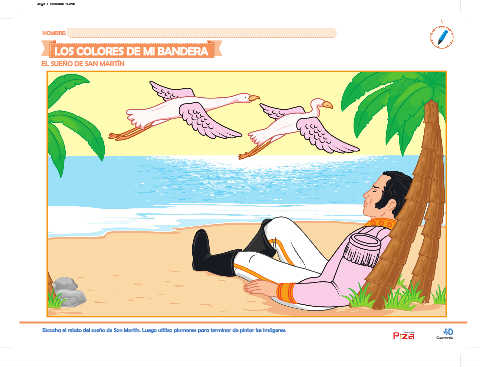 NOMBRE:
LOS COLORES DE MI BANDERA
EL SUEÑO DE SAN MARTÍN
Escucha el relato del sueño de San Martín. Luego utiliza plumones para terminar de pintar las imágenes.
40